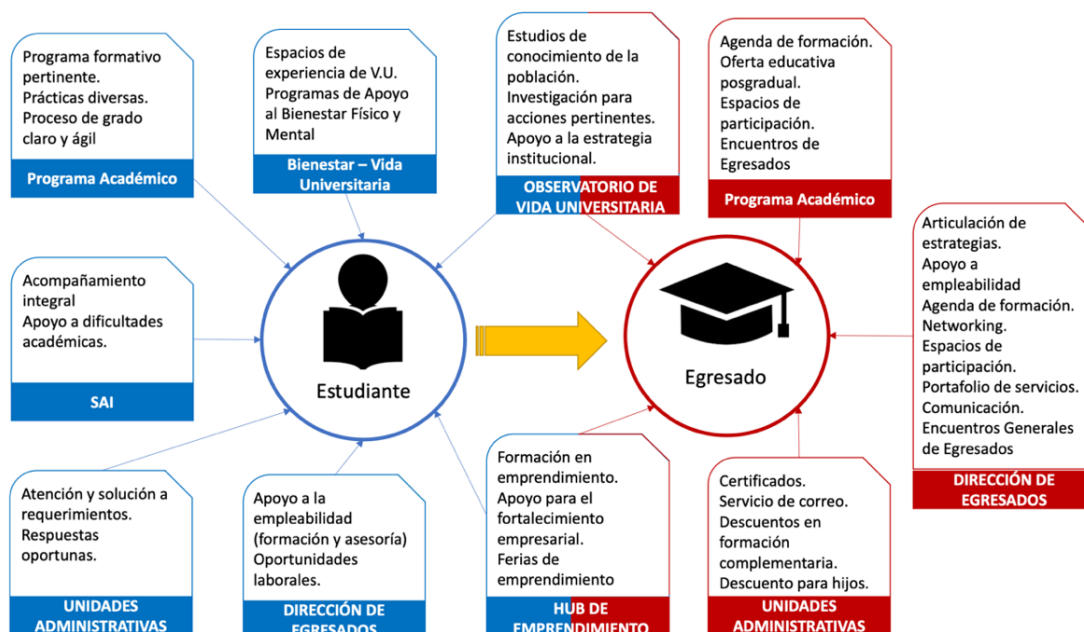 Programa formativo
pertinente.
Prácticas diversas.
Proceso de grado
claro y ágil
Programa Académico
Espacios de
experiencia de V.U.
Programas de Apoyo
al Bienestar Físico y
Mental
Bienestar – Vida
Universitaria
Estudios de
conocimiento de la
población.
Investigación para
acciones pertinentes.
Apoyo a la estrategia
institucional.
OBSERVATORIO DE
VIDA UNIVERSITARIA
Agenda de formación.
Oferta educativa
posgradual.
Espacios de
participación.
Encuentros de
Egresados
Programa Académico
Articulación de
estrategias.
Apoyo a
empleabilidad
Agenda de formación.
Networking.
Espacios de
participación.
Portafolio de servicios.
Comunicación.
Encuentros Generales
de Egresados
DIRECCIÓN DE
EGRESADOS
Acompañamiento
integral
Apoyo a dificultades
académicas.
SAI
Estudiante
Egresado
Atención y solución a
requerimientos.
Respuestas
oportunas.
UNIDADES
ADMINISTRATIVAS
Apoyo a la
empleabilidad
(formación y asesoría)
Oportunidades
laborales.
DIRECCIÓN DE
EGRESADOS
Formación en
emprendimiento.
Apoyo para el
fortalecimiento
empresarial.
Ferias de
emprendimiento
HUB DE
EMPRENDIMIENTO
Certificados.
Servicio de correo.
Descuentos en
formación
complementaria.
Descuento para hijos.
UNIDADES
ADMINISTRATIVAS